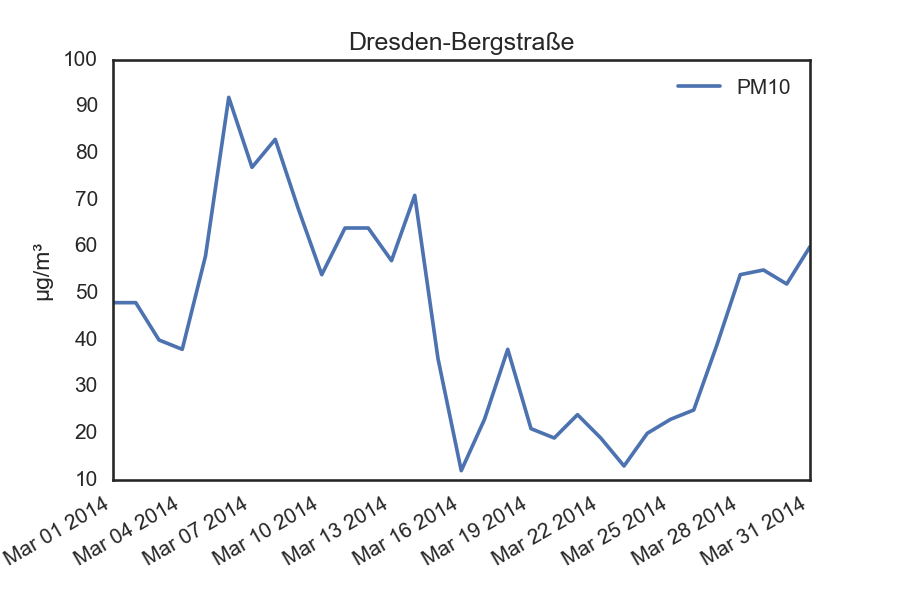 Dresden-Bergstraße
100
90
80
70
60
50
40
30
20
10
µg/m³
PM10
Mar 01 2014
Mar 04 2014
Mar 07 2014
Mar 10 2014
Mar 13 2014
Mar 16 2014
Mar 19 2014
Mar 22 2014
Mar 25 2014
Mar 28 2014
Mar 31 2014